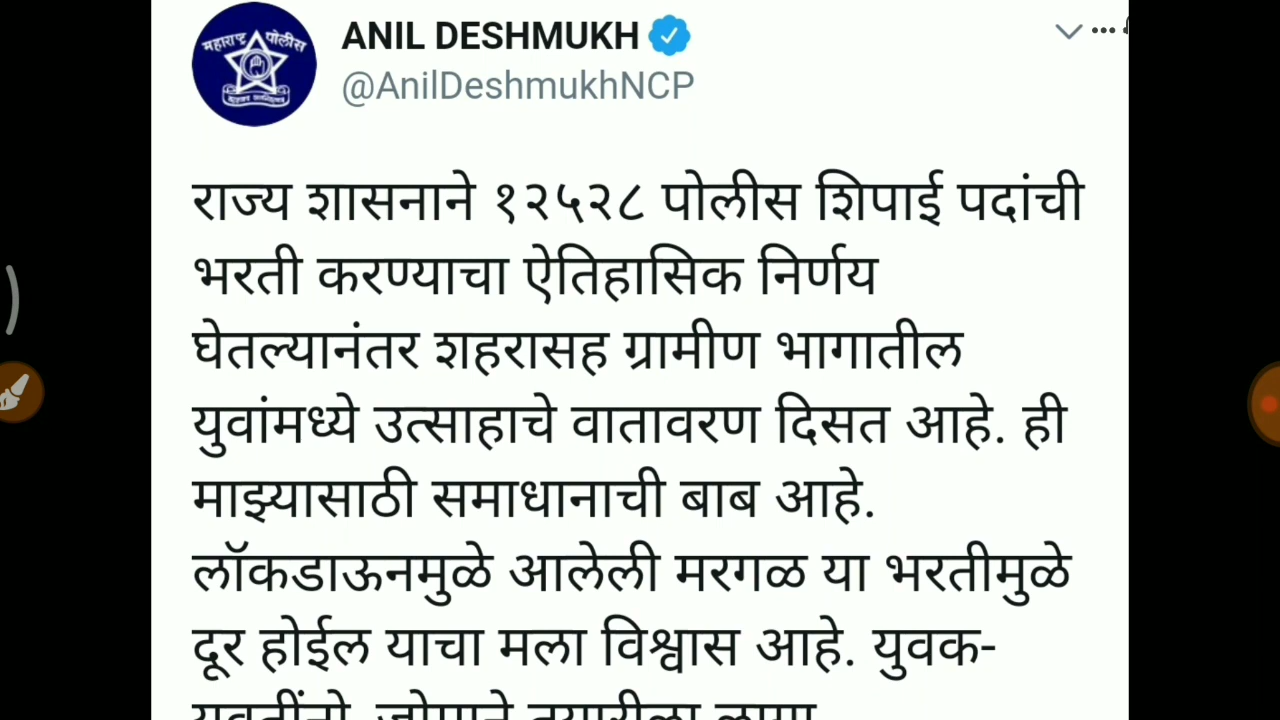 महाराष्ट्र पोलीस
ANIL DESHMUKH
@AnilDeshmukhNCP
राज्य शासनाने १२५२८ पोलीस शिपाई पदांची
भरती करण्याचा ऐतिहासिक निर्णय
घेतल्यानंतर शहरासह ग्रामीण भागातील
युवांमध्ये उत्साहाचे वातावरण दिसत आहे. ही
माझ्यासाठी समाधानाची बाब आहे.
लॉकडाऊनमुळे आलेली मरगळ या भरतीमुळे
दूर होईल याचा मला विश्वास आहे. युवक-